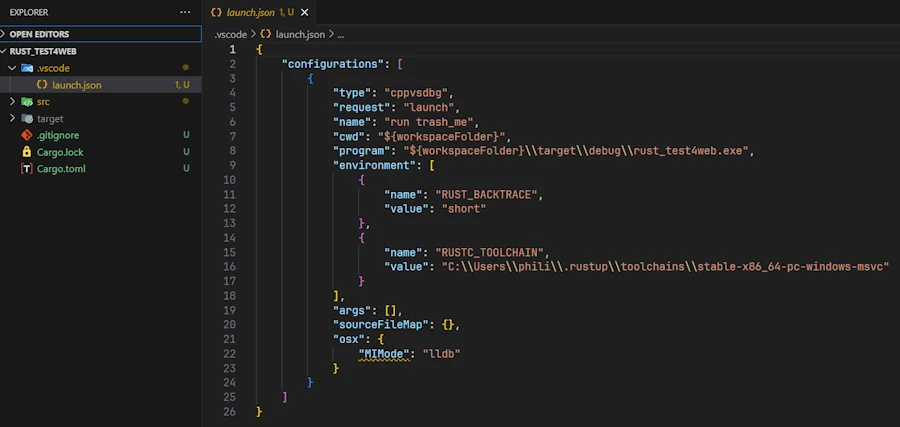 EXPLORER ...
OPEN EDITORS
RUST_TEST4WEB
.vscode
launch.json 1, U
src
target
.gitignore U
Cargo.lock U
Cargo.toml U
launch.json 1, U
.vscode > launch.json > ...
1 {
2 "configurations": [
3 {
4 "type": "cppvsdbg",
5 "request": "launch",
6 "name": "run trash_me",
7 "cwd": "${workspaceFolder}",
8 "program": "${workspaceFolder}\\target\\debug\\rust_test4web.exe",
9 "environment": [
10 {
11 "name": "RUST_BACKTRACE",
12 "value": "short"
13 },
14 {
15 "name": "RUSTC_TOOLCHAIN",
16 "value": "C:\\Users\\phili\\.rustup\\toolchains\\stable-x86_64-pc-windows-msvc"
17 }
18 ],
19 "args": [],
20 "sourceFileMap": {},
21 "osx": {
22 "MIMode": "lldb"
23 }
24 }
25 ]
26 }